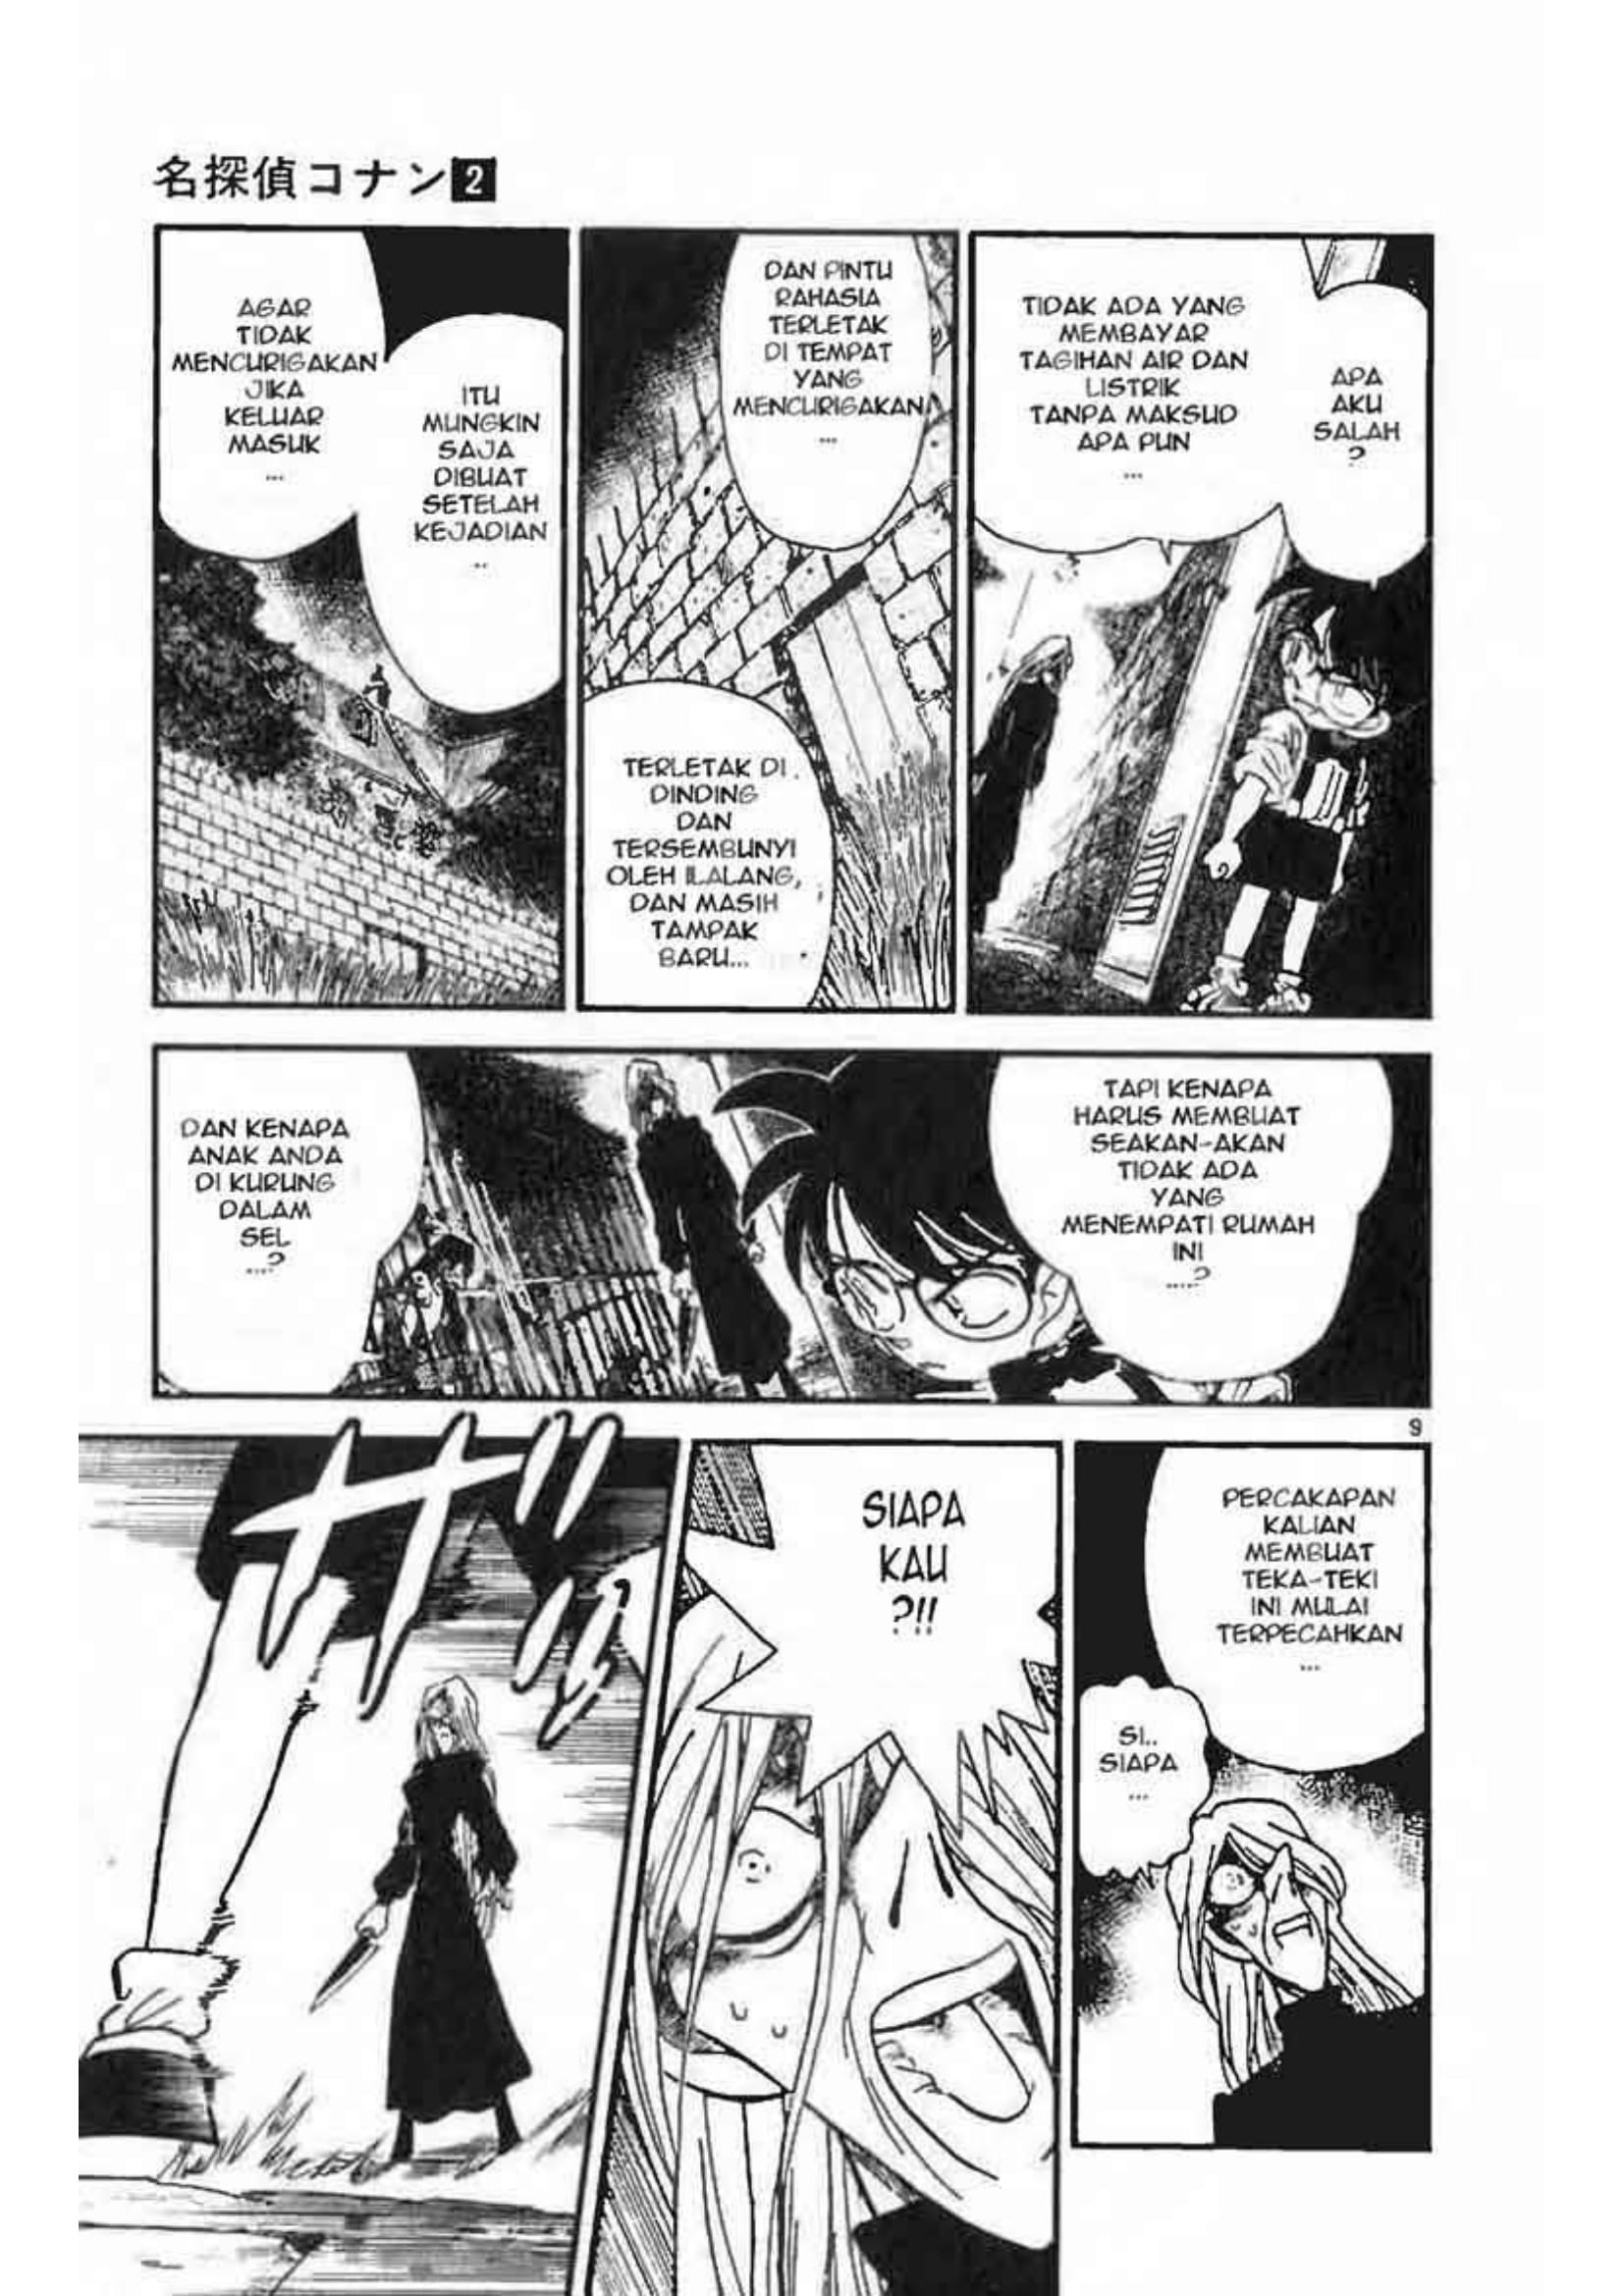 名探偵コナン2
APA
AKU
SALAH
?
TIDAK ADA YANG
MEMBAYAR
TAGIHAN AIR DAN
LISTRIK
TANPA MAKSUD
APA PUN
...
DAN PINTU
RAHASIA
TERLETAK
DI TEMPAT
YANG
MENCURIGAKAN
...
TERLETAK DI
DINDING
DAN
TERSEMBUNYI
OLEH ILALANG,
DAN MASIH
TAMPAK
BARU...
ITU
MUNGKIN
SAJA
DIBUAT
SETELAH
KEJADIAN
..
AGAR
TIDAK
MENCURIGAKAN
JIKA
KELUAR
MASUK
...
TAPI KENAPA
HARUS MEMBUAT
SEAKAN-AKAN
TIDAK ADA
YANG
MENEMPATI RUMAH
INI
....?
DAN KENAPA
ANAK ANDA
DI KURUNG
DALAM
SEL
....?
9
PERCAKAPAN
KALIAN
MEMBUAT
TEKA-TEKI
INI MULAI
TERPECAHKAN
...
SI..
SIAPA
...
SIAPA
KAU
?!!
ザッ